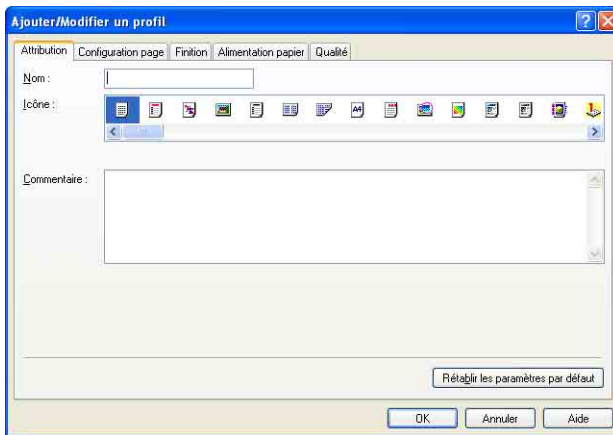 Ajouter/Modifier un profil
Attribution Configuration page Finition Alimentation papier Qualité
Nom :
Icône :
A4
Commentaire :
Rétablir les paramètres par défaut
OK Annuler Aide